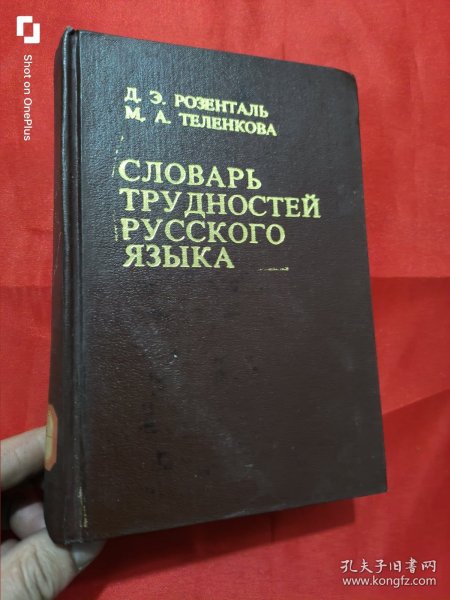 Shot on OnePlus
Д. Э. РОЗЕНТАЛЬ
М. А. ТЕЛЕНКОВА
СЛОВАРЬ
ТРУДНОСТЕЙ
РУССКОГО
ЯЗЫКА
孔夫子旧书网
www.kongfz.com